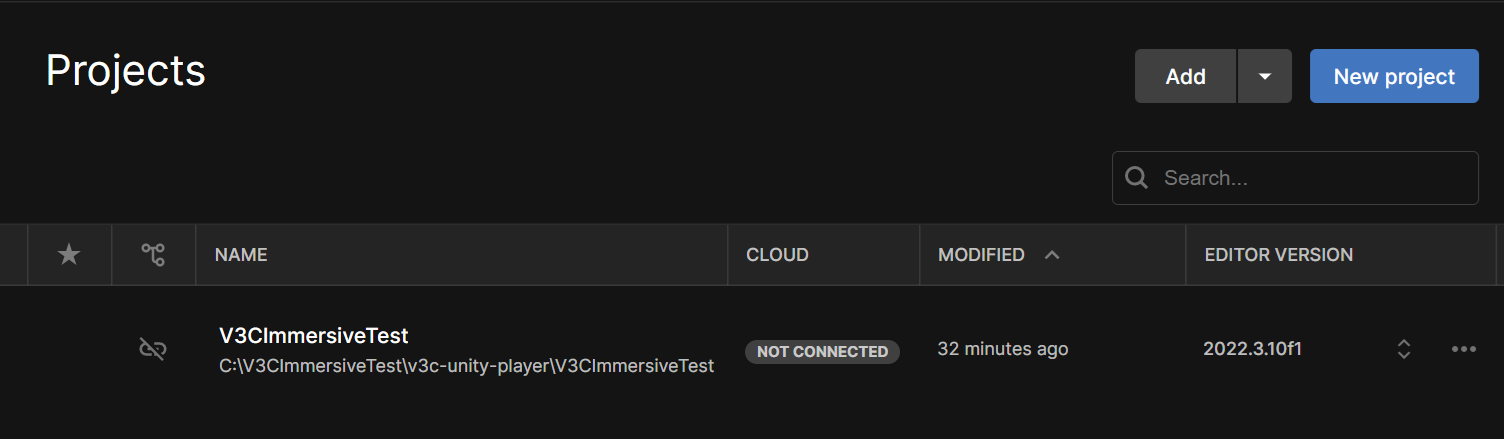 Projects
Add
New project
Search...
NAME
CLOUD
MODIFIED
EDITOR VERSION
V3CImmersiveTest
C:\V3CImmersiveTest\v3c-unity-player\V3CImmersiveTest
NOT CONNECTED
32 minutes ago
2022.3.10f1